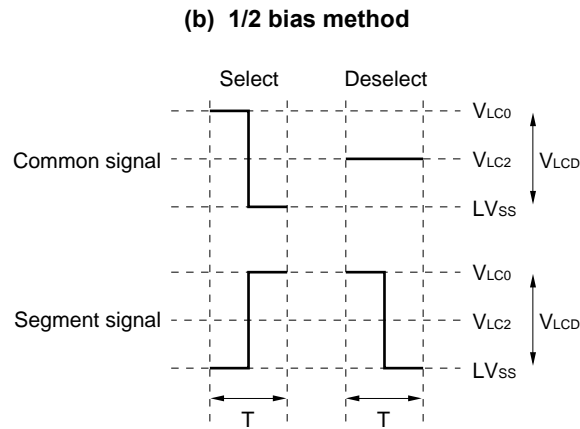 (b) 1/2 bias method
Select Deselect
VLC0
Common signal VLC2 VLCD
LVSS
VLC0
Segment signal VLC2 VLCD
LVSS
T T